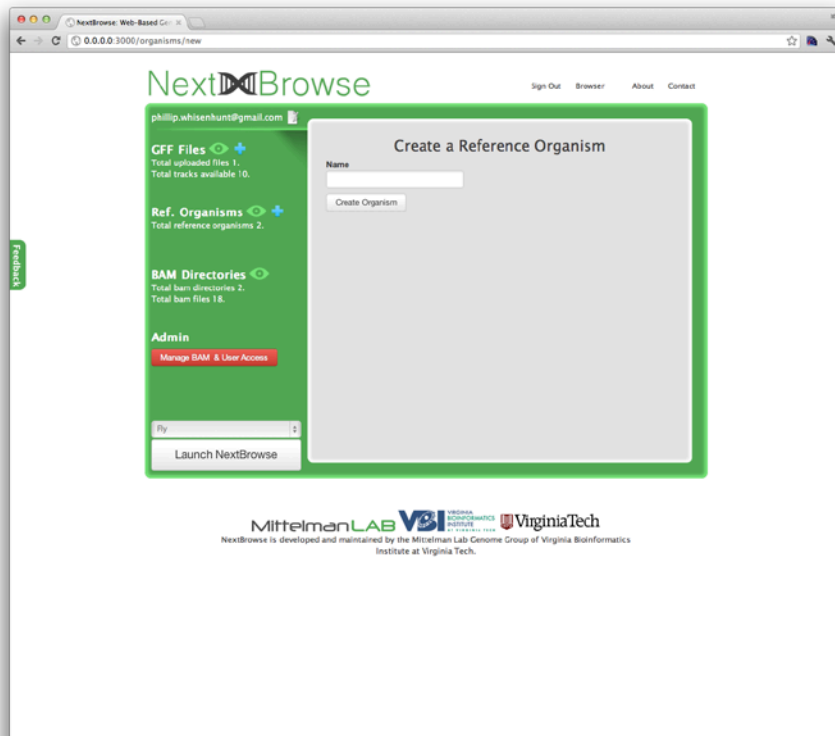 NextBrowse: Web-Based Ger
0.0.0.0:3000/organisms/new
NextBrowse
Sign Out Browser About Contact
phillip.whisenhunt@gmail.com
GFF Files
Total uploaded files 1.
Total tracks available 10.
Ref. Organisms
Total reference organisms 2.
BAM Directories
Total bam directories 2.
Total bam files 18.
Admin
Manage BAM & User Access
Fly
Launch NextBrowse
Create a Reference Organism
Name
Create Organism
Feedback
MittelmanLAB VBI VIRGINIA BIOINFORMATICS INSTITUTE AT VIRGINIA TECH VirginiaTech
NextBrowse is developed and maintained by the Mittelman Lab Genome Group of Virginia Bioinformatics
Institute at Virginia Tech.